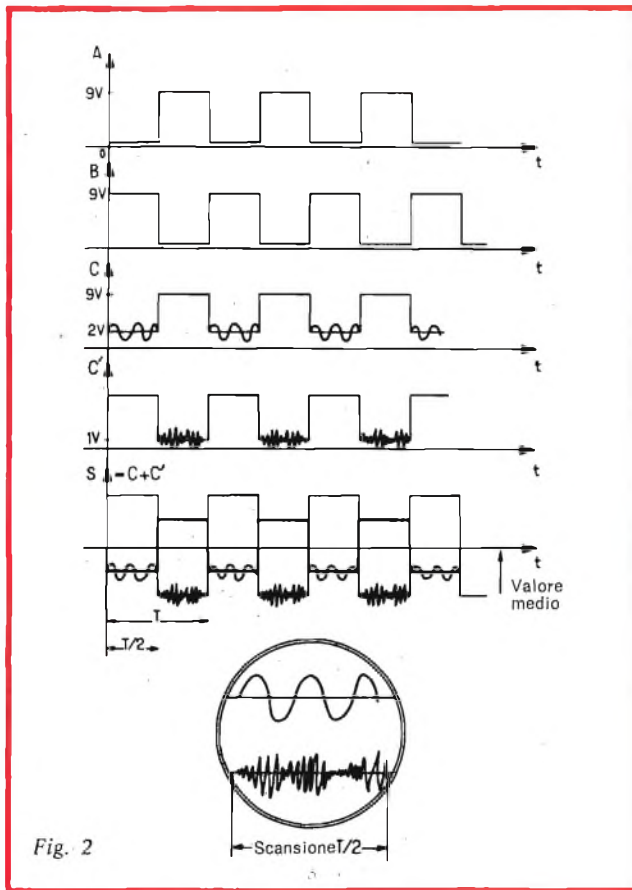 A
9V
0
t
B
9V
t
C
9V
2V
t
C'
1V
t
S = C + C'
t
Valore
medio
T
T/2
Scansione T/2
Fig. 2